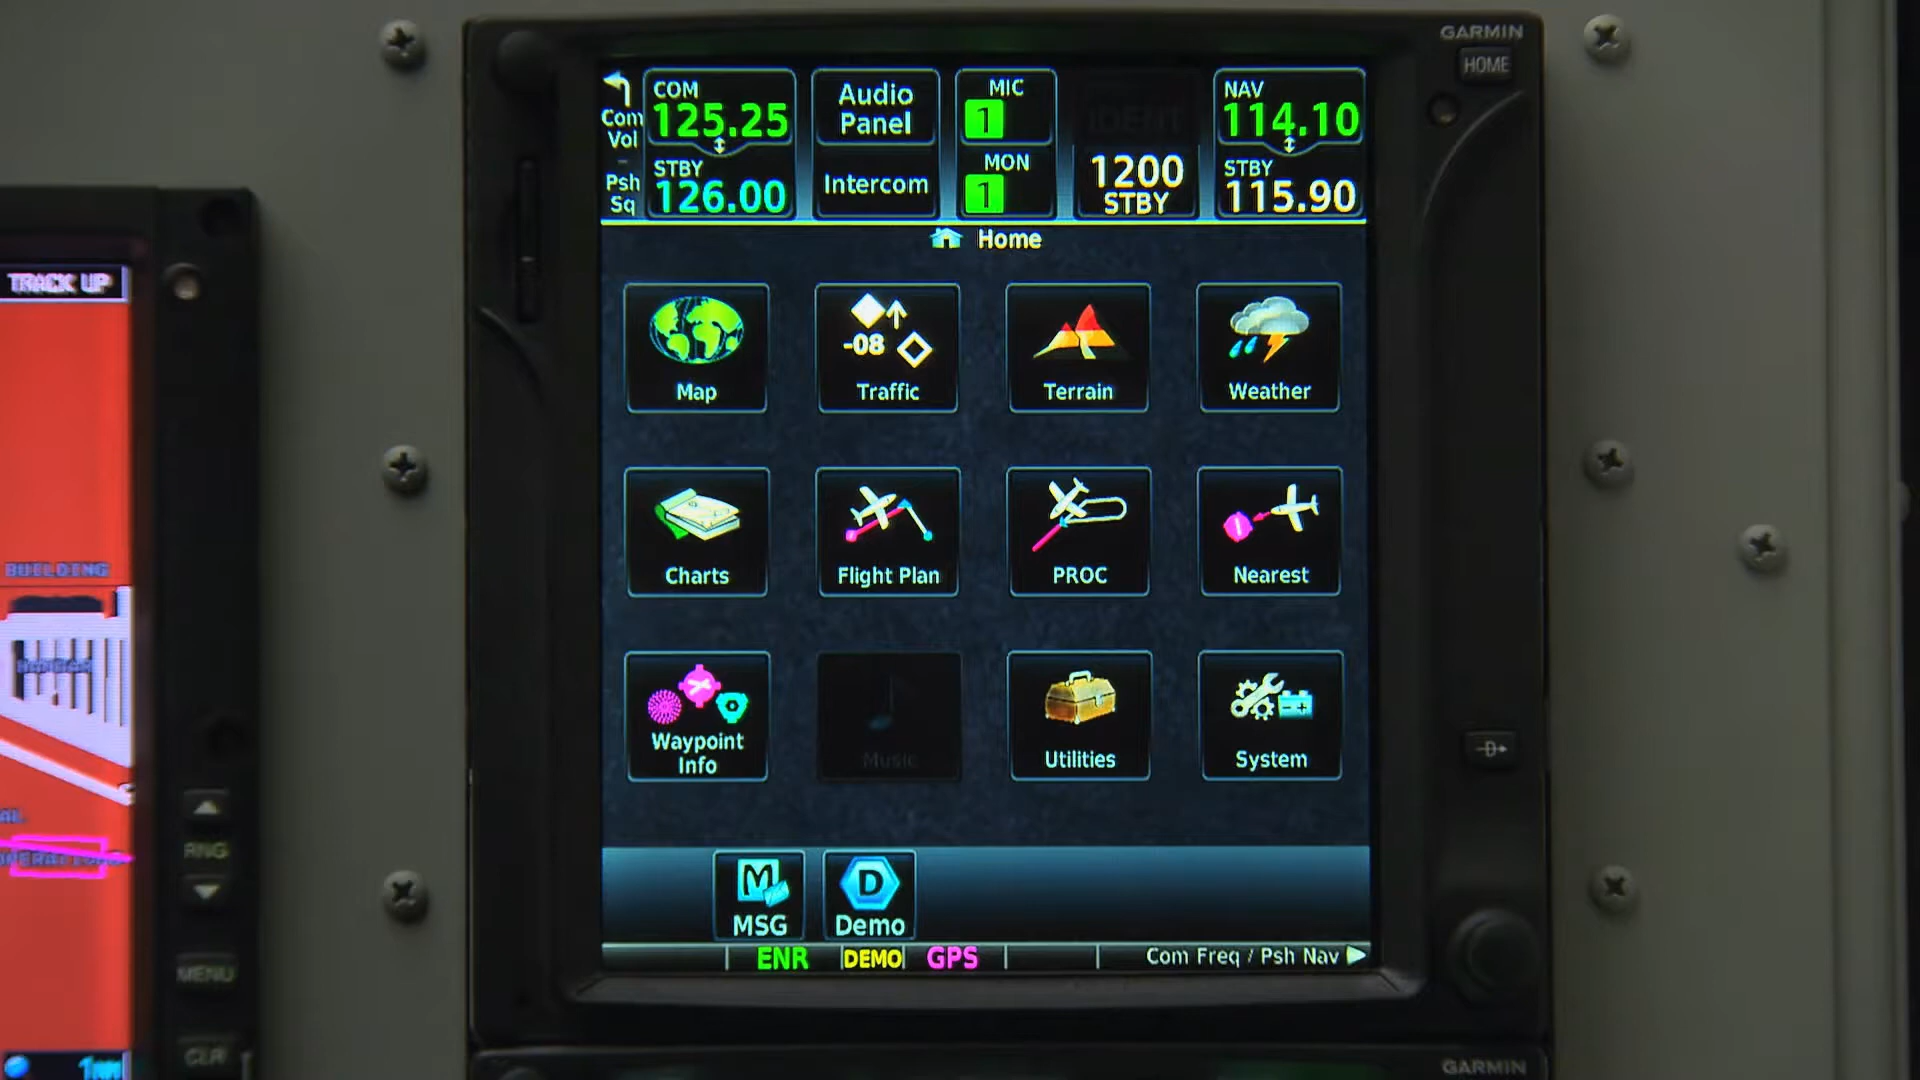 GARMIN
HOME
COM
125.25
STBY
126.00
Com
Vol
-
Psh
Sq
Audio
Panel
Intercom
MIC
1
MON
1
IDENT
1200
STBY
NAV
114.10
STBY
115.90
Home
Map
Traffic
-08
Terrain
Weather
Charts
Flight Plan
PROC
Nearest
Waypoint
Info
Music
Utilities
System
M
MSG
D
Demo
ENR
DEMO
GPS
Com Freq / Psh Nav
D
GARMIN
TRACK UP
BUILDING
HANGAR
RNG
MENU
CLR